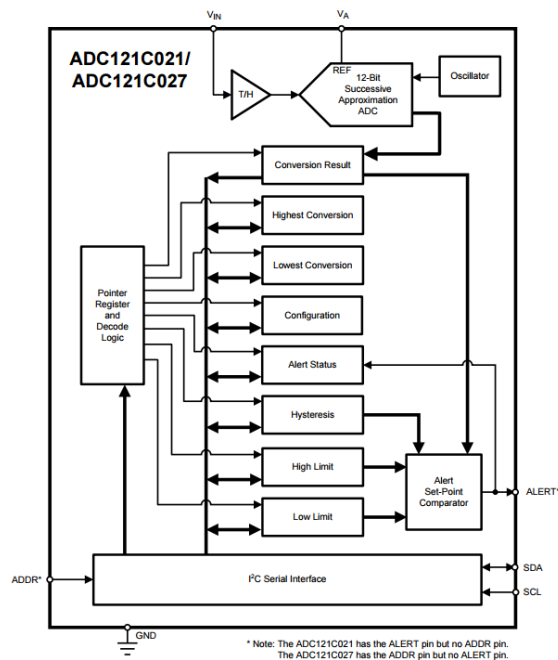 VIN
VA
ADC121C021/
ADC121C027
REF
12-Bit
Successive
Approximation
ADC
Oscillator
T/H
Conversion Result
Highest Conversion
Lowest Conversion
Pointer
Register
and
Decode
Logic
Configuration
Alert Status
Hysteresis
High Limit
Alert
Set-Point
Comparator
ALERT*
Low Limit
ADDR*
I²C Serial Interface
SDA
SCL
GND
* Note: The ADC121C021 has the ALERT pin but no ADDR pin.
The ADC121C027 has the ADDR pin but no ALERT pin.